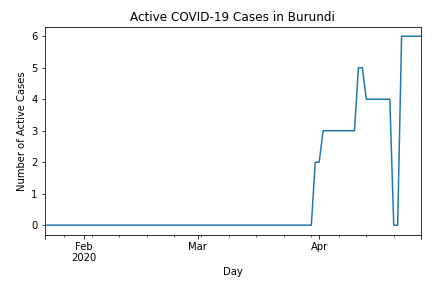 Active COVID-19 Cases in Burundi
Number of Active Cases
6
5
4
3
2
1
0
Feb
2020
Mar
Apr
Day